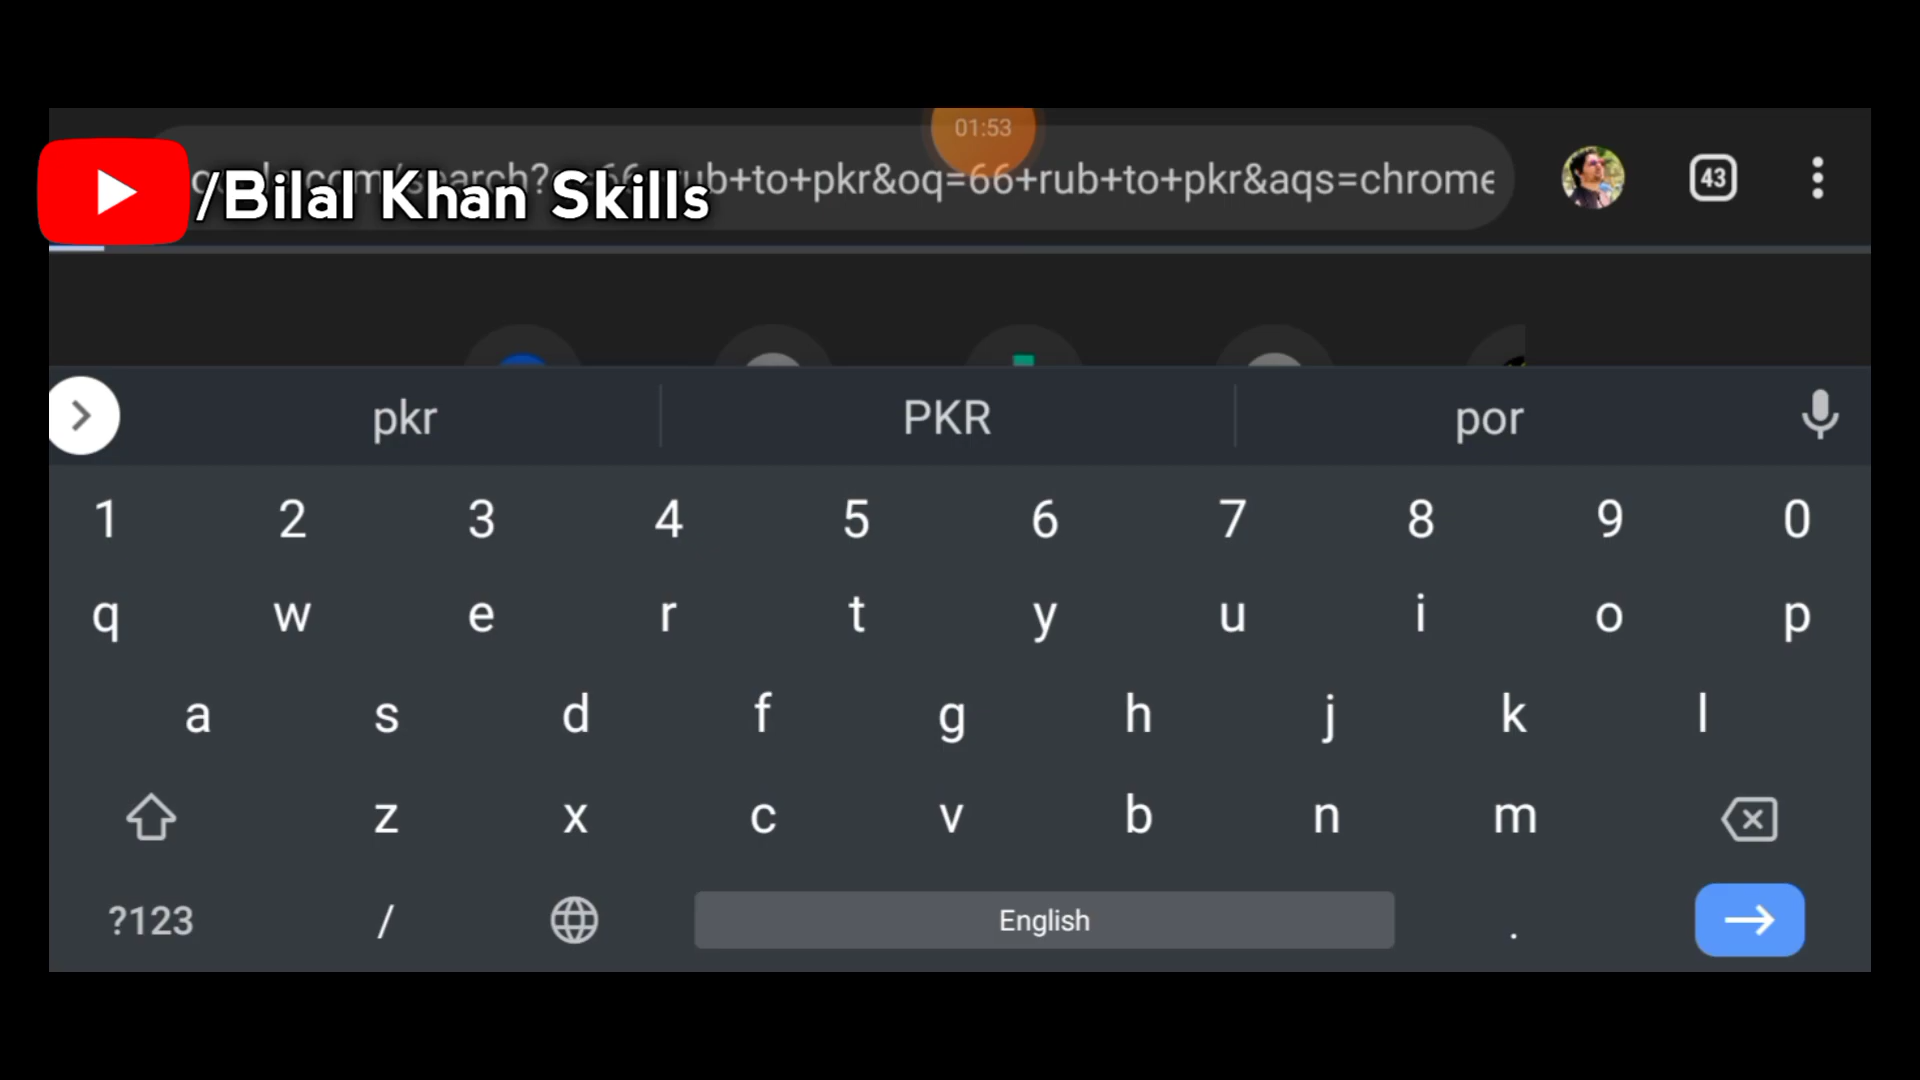 01:53
rub+to+pkr&oq=66+rub+to+pkr&aqs=chrome
43
/Bilal Khan Skills
pkr PKR por
1 2 3 4 5 6 7 8 9 0
q w e r t y u i o p
a s d f g h j k l
z x c v b n m
?123 / English .